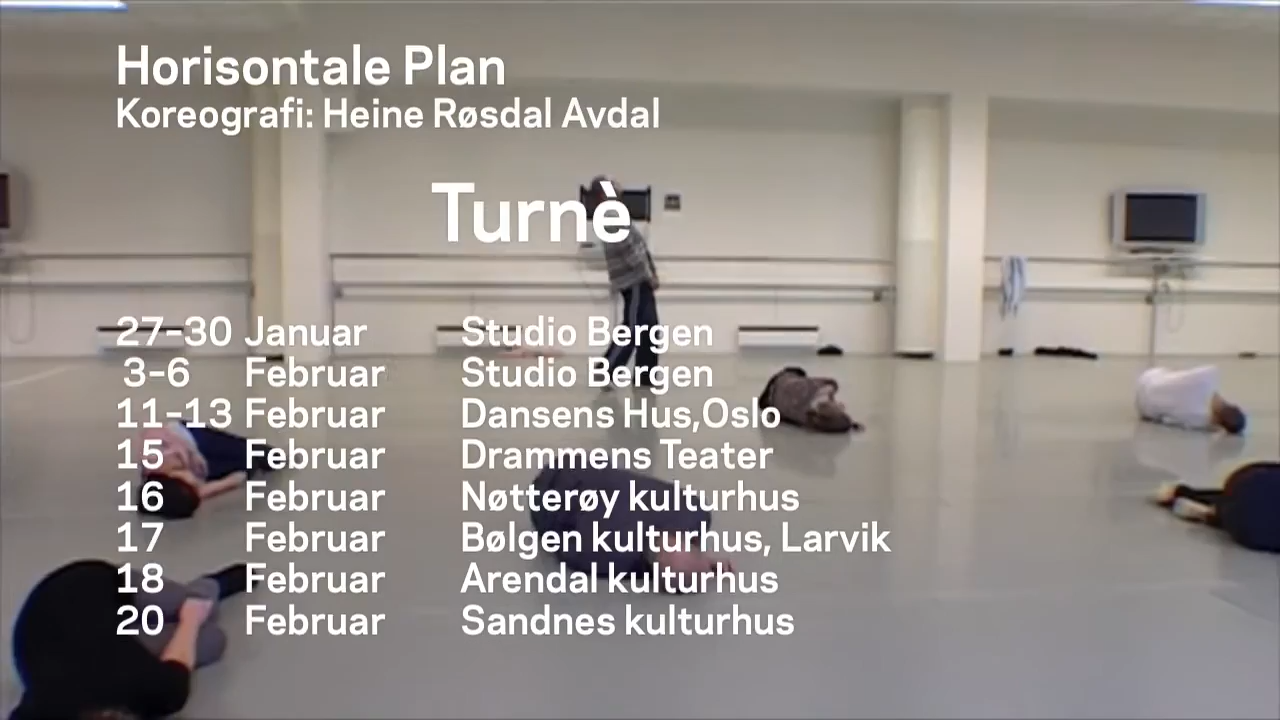 Horisontale Plan
Koreografi: Heine Røsdal Avdal
Turnè
27-30 Januar Studio Bergen
3-6 Februar Studio Bergen
11-13 Februar Dansens Hus,Oslo
15 Februar Drammens Teater
16 Februar Nøtterøy kulturhus
17 Februar Bølgen kulturhus, Larvik
18 Februar Arendal kulturhus
20 Februar Sandnes kulturhus